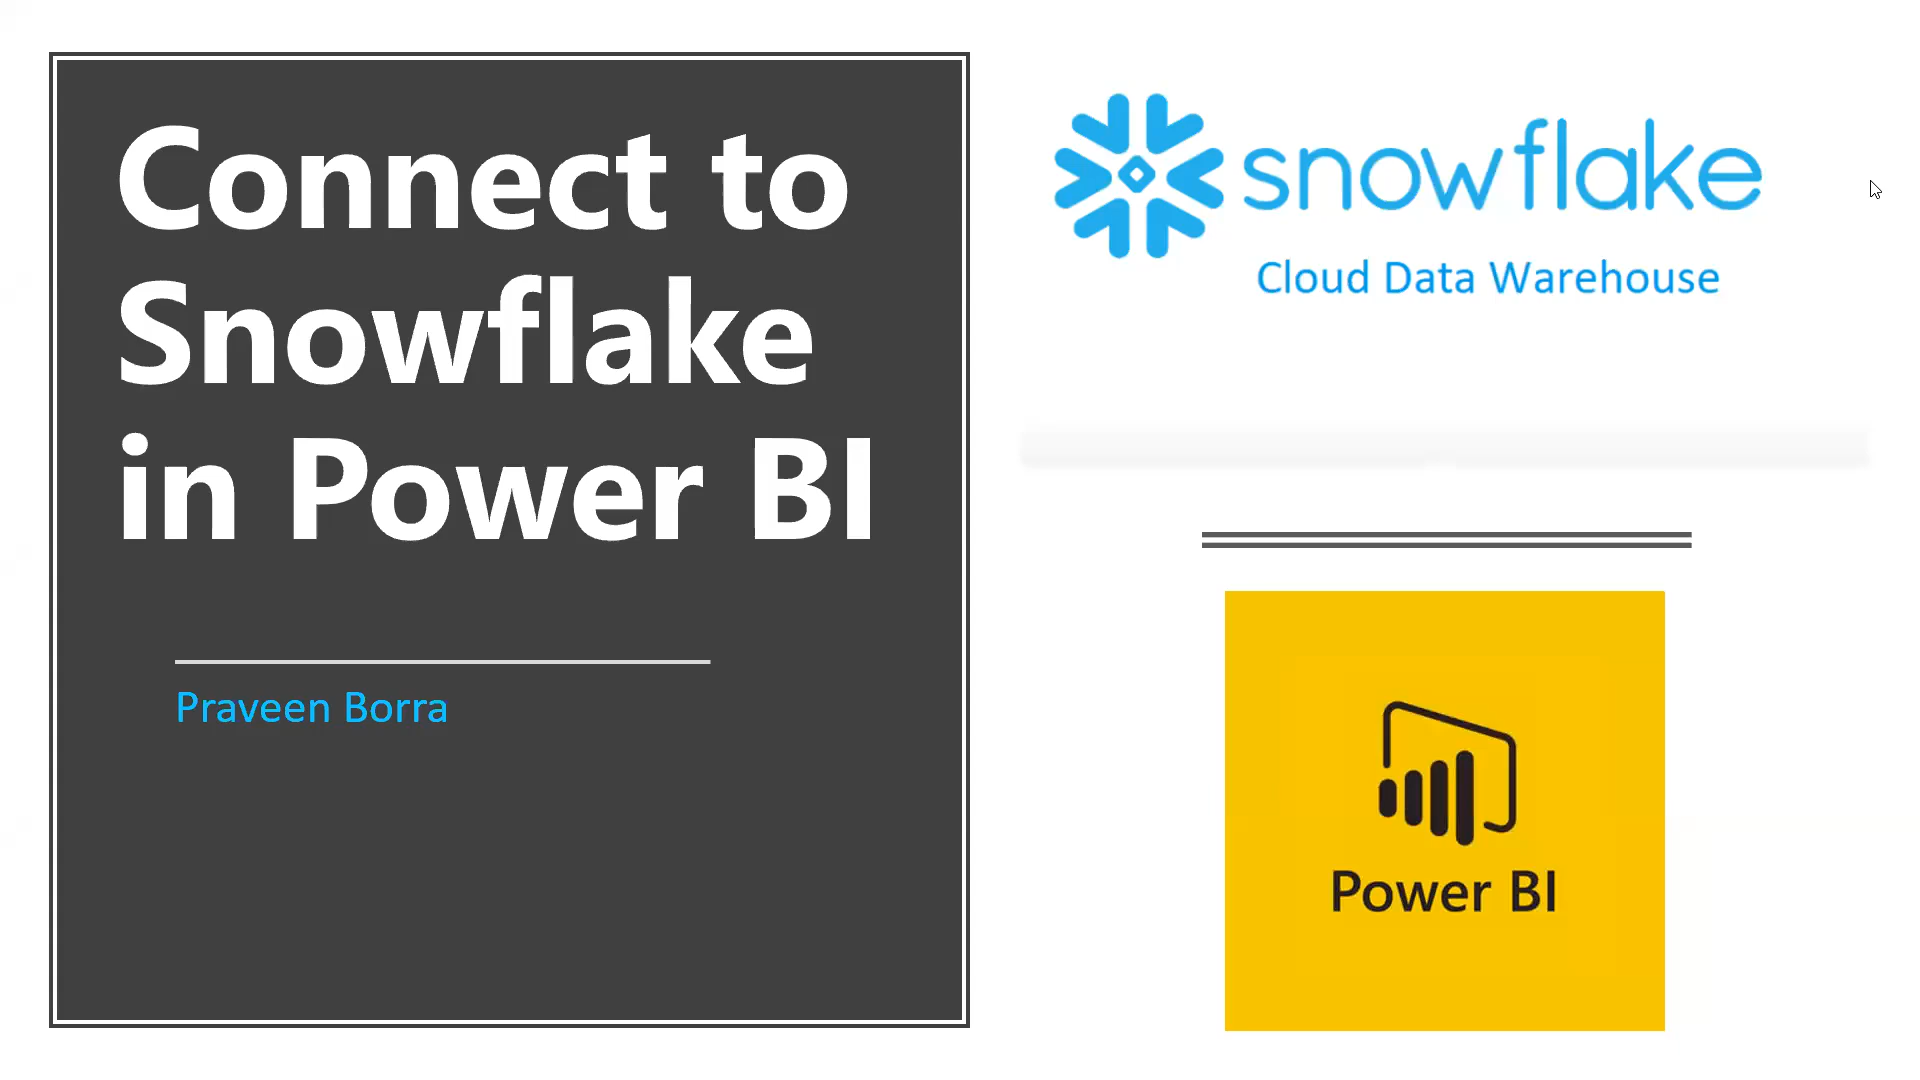 Connect to
Snowflake
in Power BI
Praveen Borra
snowflake
Cloud Data Warehouse
Power BI